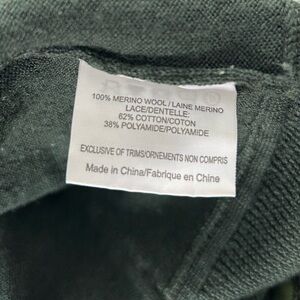 100% MERINO WOOL / LAINE MERINO
LACE/DENTELLE:
62% COTTON/COTON
38% POLYAMIDE/POLYAMIDE
EXCLUSIVE OF TRIMS/ORNEMENTS NON COMPRIS
Made in China/Fabrique en Chine